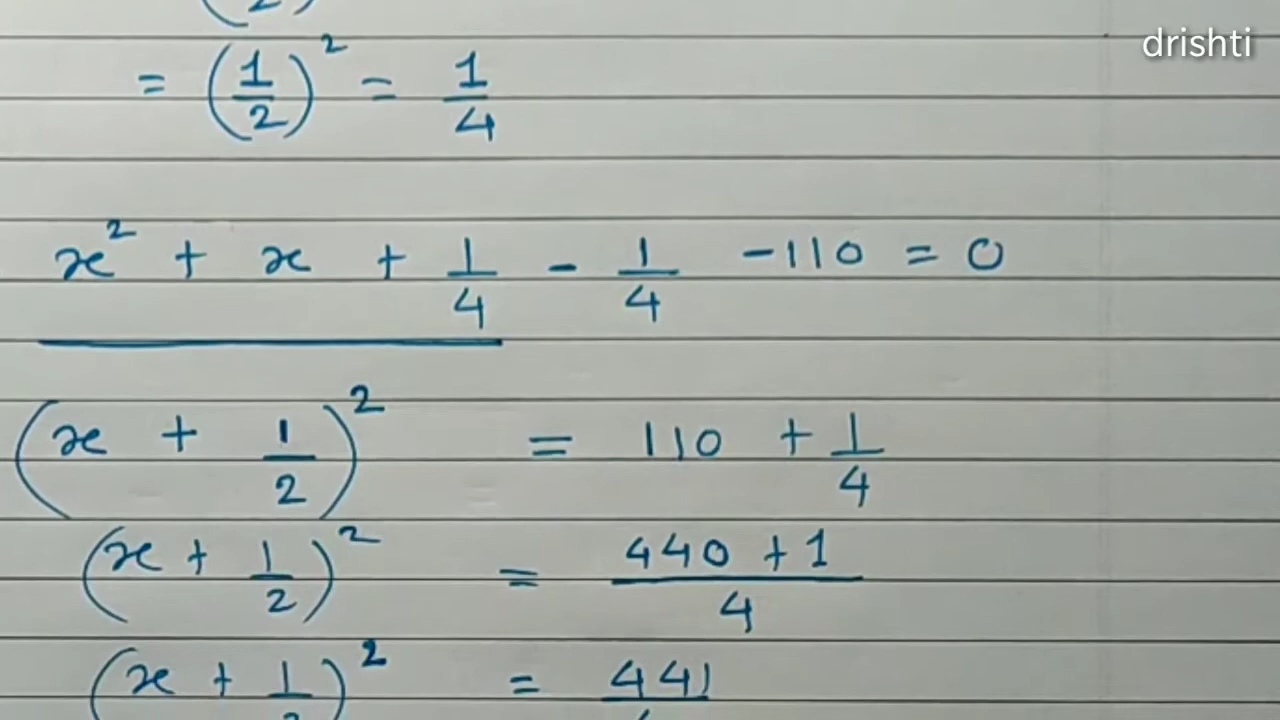 drishti
= (1/2)² = 1/4
x² + x + 1/4 - 1/4 -110 = 0
(x + 1/2)² = 110 + 1/4
(x + 1/2)² = 440 + 1/4
(x + 1/2)² = 441